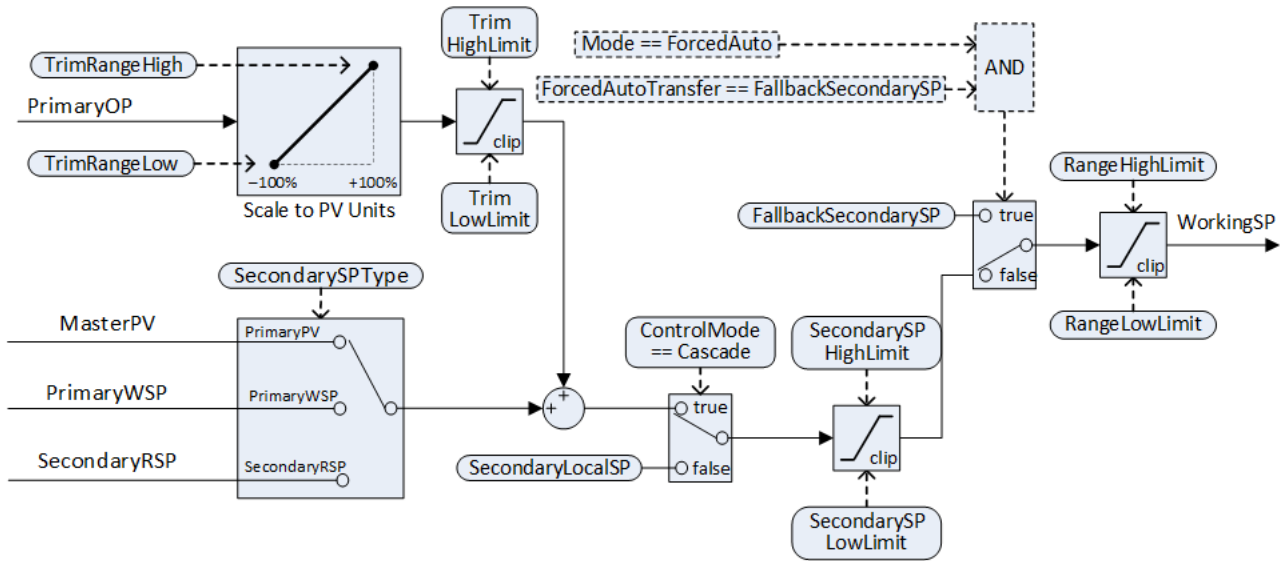 Trim
HighLimit
Mode == ForcedAuto
AND
TrimRangeHigh
ForcedAutoTransfer == FallbackSecondarySP
PrimaryOP
clip
TrimRangeLow
−100%
+100%
Scale to PV Units
Trim
LowLimit
RangeHighLimit
FallbackSecondarySP
true
WorkingSP
clip
false
RangeLowLimit
SecondarySPType
MasterPV
PrimaryPV
PrimaryWSP
PrimaryWSP
SecondaryRSP
SecondaryRSP
+
+
ControlMode
== Cascade
true
SecondaryLocalSP
false
SecondarySP
HighLimit
clip
SecondarySP
LowLimit